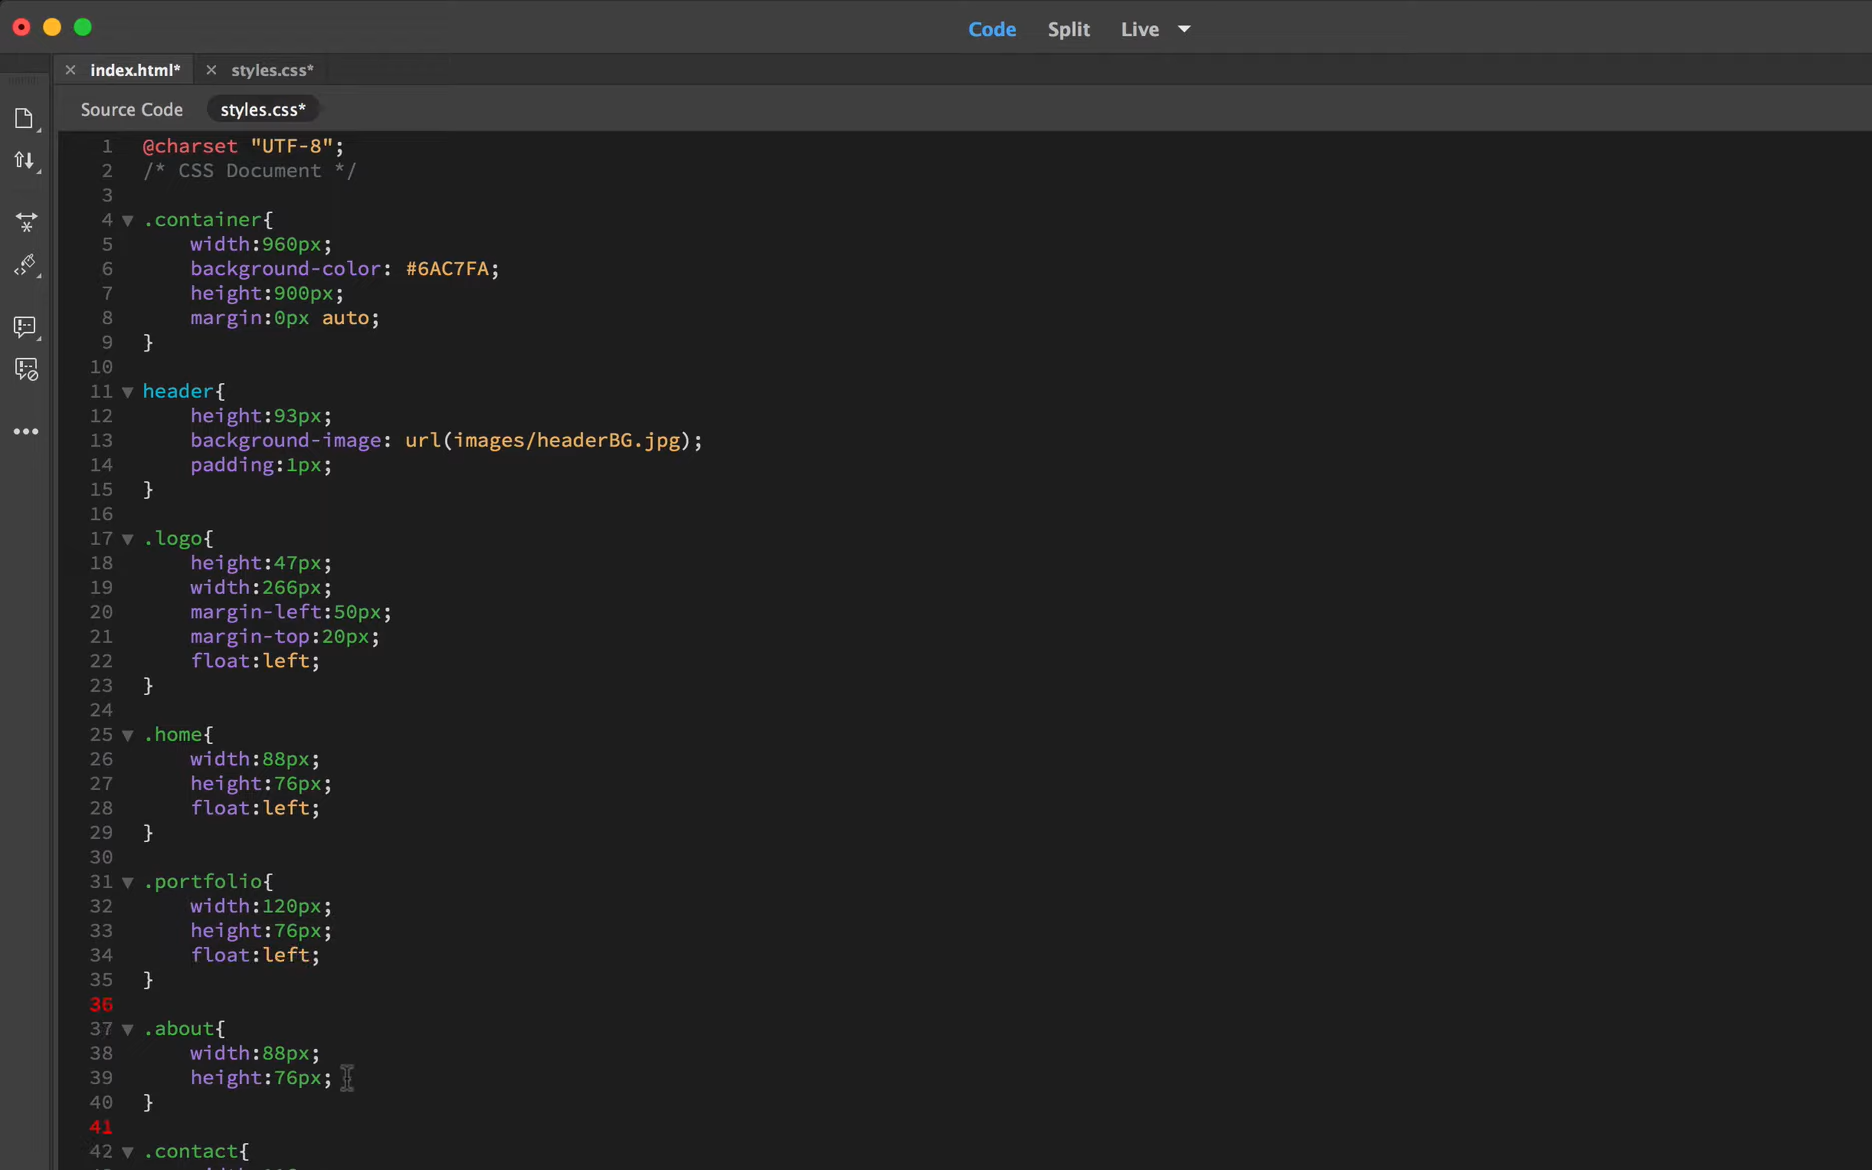 Code Split Live
× index.html* × styles.css*
Source Code styles.css*
1 @charset "UTF-8";
2 /* CSS Document */
3
4 ▼ .container{
5 width:960px;
6 background-color: #6AC7FA;
7 height:900px;
8 margin:0px auto;
9 }
10
11 ▼ header{
12 height:93px;
13 background-image: url(images/headerBG.jpg);
14 padding:1px;
15 }
16
17 ▼ .logo{
18 height:47px;
19 width:266px;
20 margin-left:50px;
21 margin-top:20px;
22 float:left;
23 }
24
25 ▼ .home{
26 width:88px;
27 height:76px;
28 float:left;
29 }
30
31 ▼ .portfolio{
32 width:120px;
33 height:76px;
34 float:left;
35 }
36
37 ▼ .about{
38 width:88px;
39 height:76px;
40 }
41
42 ▼ .contact{